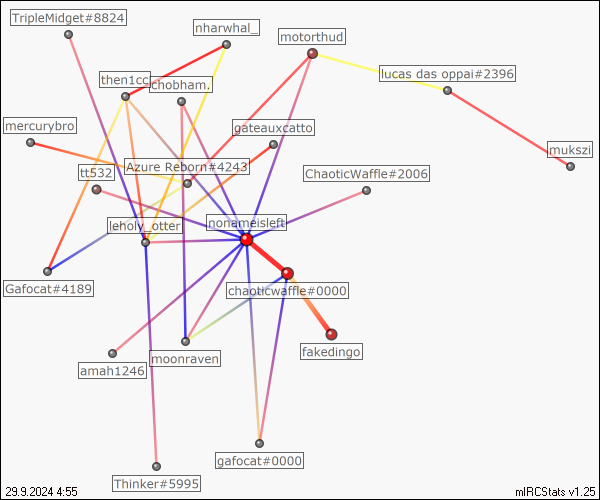 TripleMidget#8824
nharwhal_
motorthud
lucas das oppai#2396
then1cc
chobham.
mercurybro
gateauxcatto
mukszi
tt532
Azure Reborn#4243
ChaoticWaffle#2006
leholy_otter
nonameisleft
Gafocat#4189
chaoticwaffle#0000
amah1246
moonraven
fakedingo
gafocat#0000
Thinker#5995
29.9.2024 4:55
mIRCStats v1.25